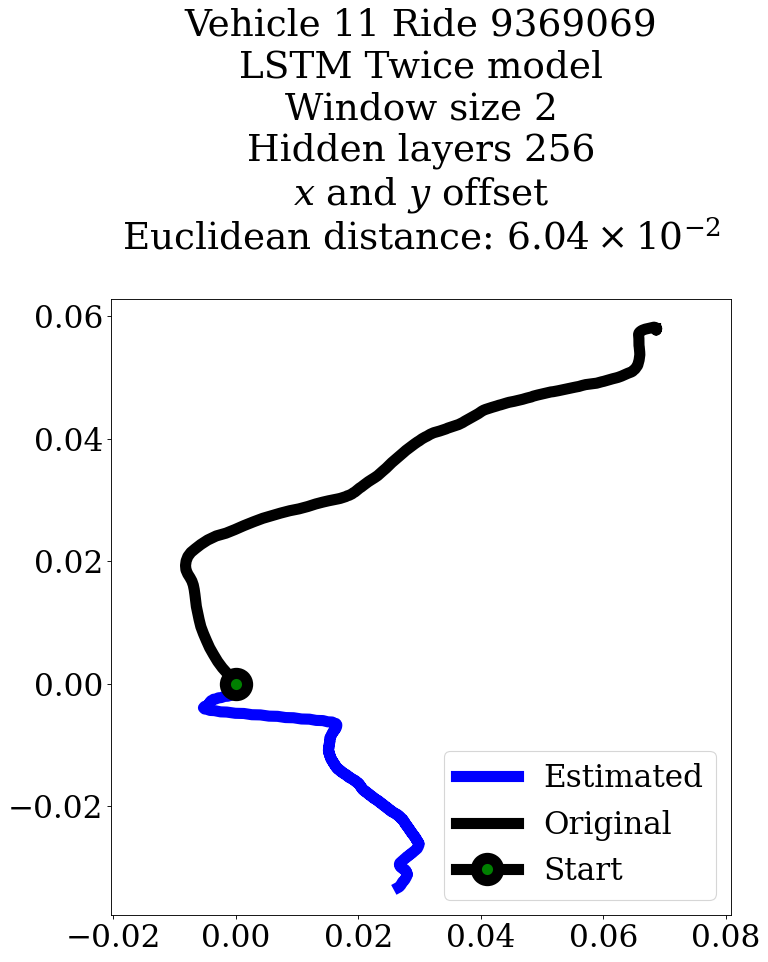 Vehicle 11 Ride 9369069
LSTM Twice model
Window size 2
Hidden layers 256
x and y offset
Euclidean distance: 6.04 × 10⁻²
0.06
0.04
0.02
0.00
−0.02
Estimated
Original
Start
−0.02 0.00 0.02 0.04 0.06 0.08